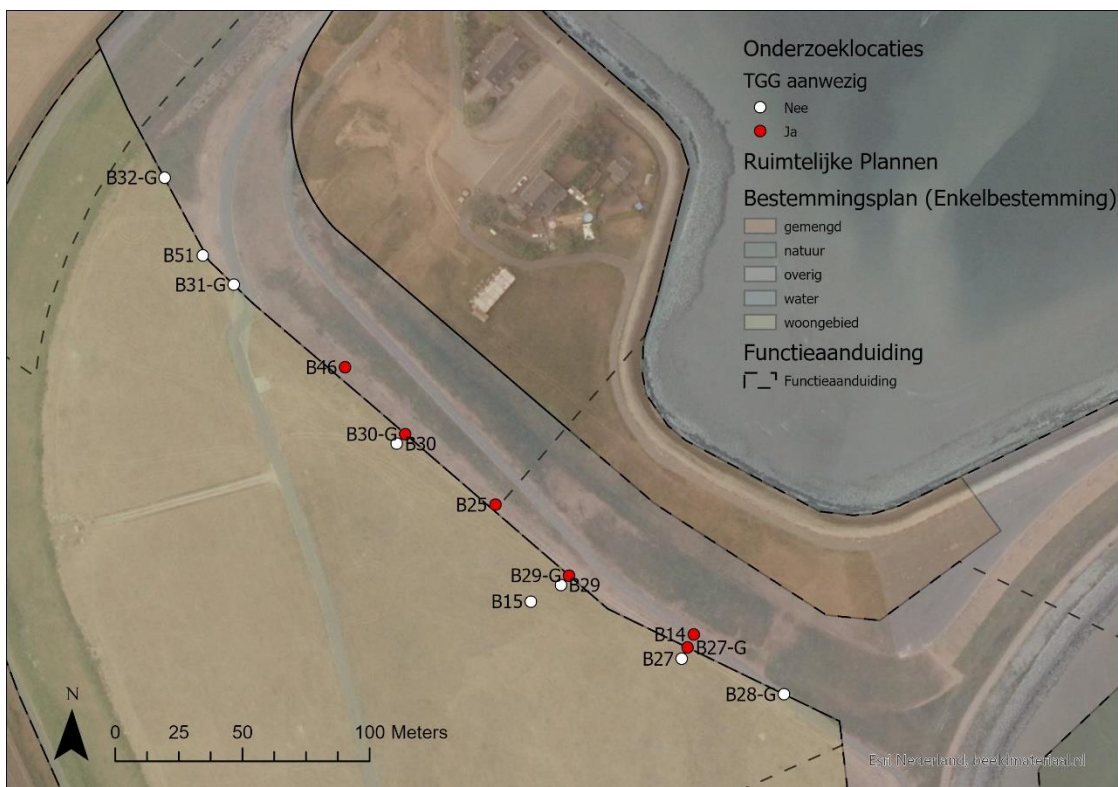 Onderzoeklocaties
TGG aanwezig
Nee
Ja
Ruimtelijke Plannen
Bestemmingsplan (Enkelbestemming)
gemengd
natuur
overig
water
woongebied
Functieaanduiding
Functieaanduiding
B32-G
B51
B31-G
B46
B30-G
B30
B25
B29-G
B29
B15
B14
B27-G
B27
B28-G
N
0 25 50 100 Meters
Esri Nederland, beeldmateriaal.nl